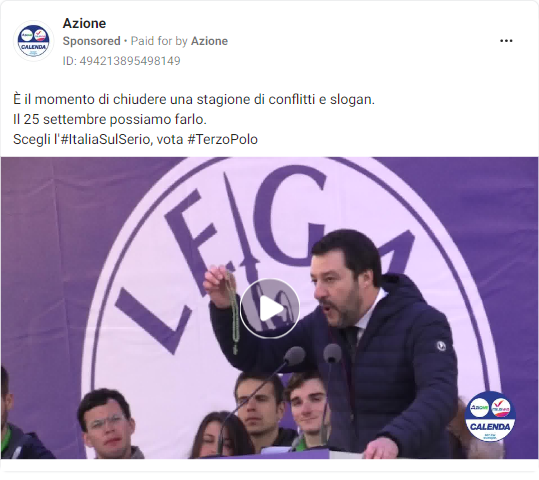 Azione
Sponsored • Paid for by Azione
ID: 494213895498149
È il momento di chiudere una stagione di conflitti e slogan.
Il 25 settembre possiamo farlo.
Scegli l'#ItaliaSulSerio, vota #TerzoPolo
LEGA
CALENDA
CALENDA